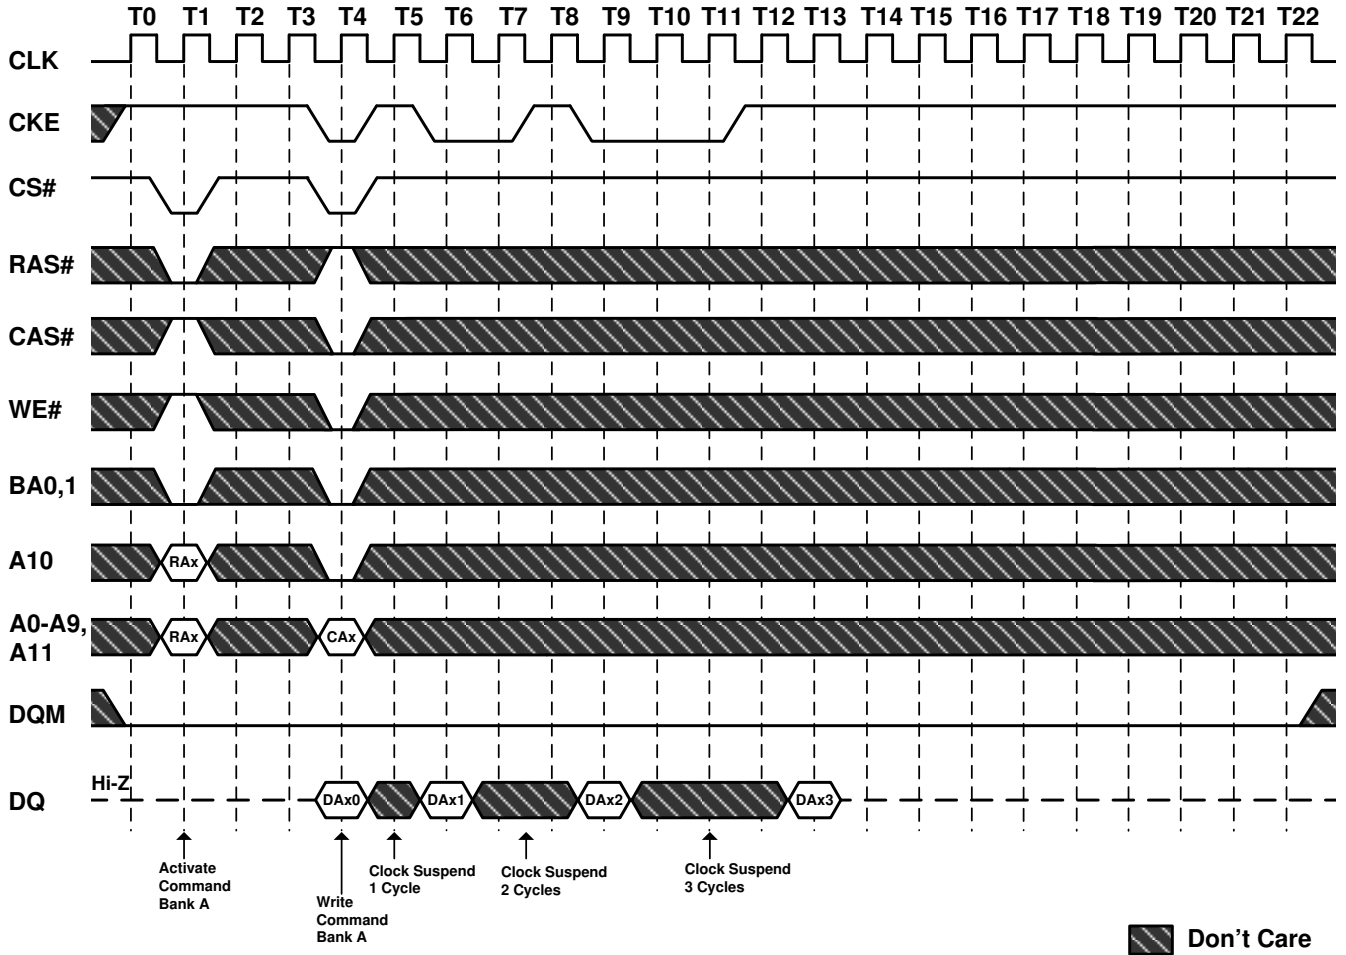 T0 T1 T2 T3 T4 T5 T6 T7 T8 T9 T10 T11 T12 T13 T14 T15 T16 T17 T18 T19 T20 T21 T22
CLK
CKE
CS#
RAS#
CAS#
WE#
BA0,1
A10
RAx
A0-A9,
A11
RAx
CAx
DQM
Hi-Z
DQ
DAx0
DAx1
DAx2
DAx3
Activate
Command
Bank A
Write
Command
Bank A
Clock Suspend
1 Cycle
Clock Suspend
2 Cycles
Clock Suspend
3 Cycles
Don't Care